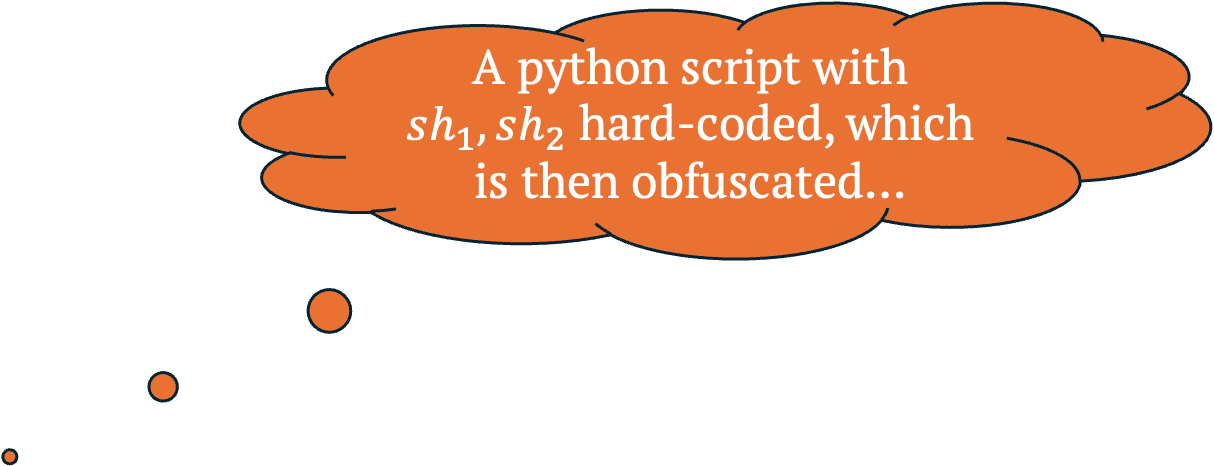 A python script with
sh₁, sh₂ hard-coded, which
is then obfuscated...